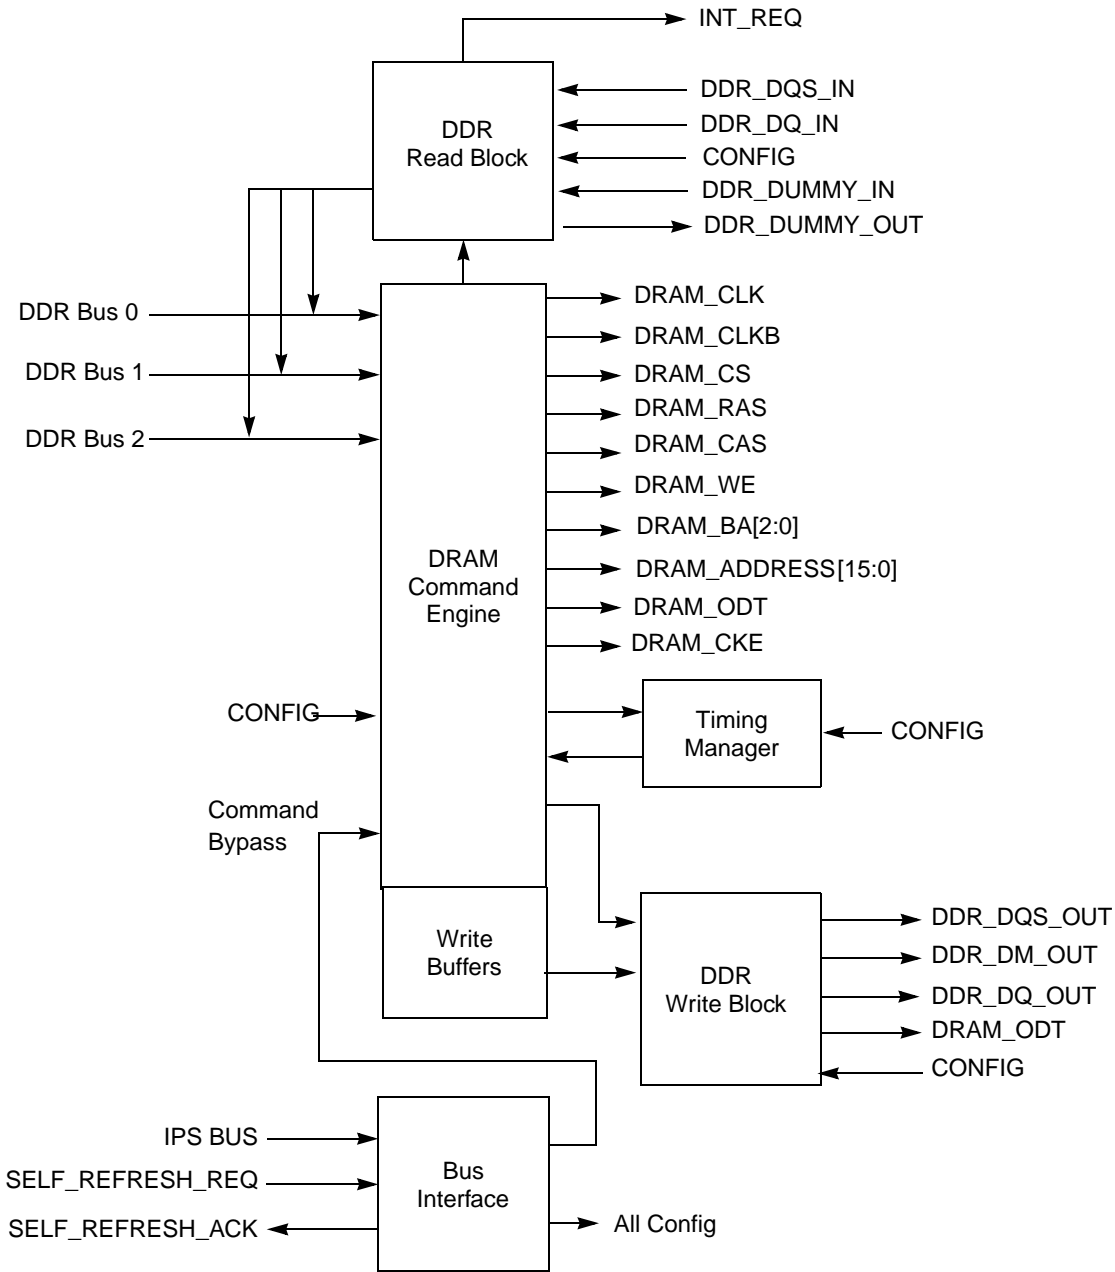 INT_REQ
DDR_DQS_IN
DDR
Read Block
DDR_DQ_IN
CONFIG
DDR_DUMMY_IN
DDR_DUMMY_OUT
DDR Bus 0
DDR Bus 1
DDR Bus 2
DRAM_CLK
DRAM_CLKB
DRAM_CS
DRAM_RAS
DRAM_CAS
DRAM_WE
DRAM_BA[2:0]
DRAM_ADDRESS[15:0]
DRAM_ODT
DRAM_CKE
DRAM
Command
Engine
CONFIG
Timing
Manager
CONFIG
Command
Bypass
Write
Buffers
DDR
Write Block
DDR_DQS_OUT
DDR_DM_OUT
DDR_DQ_OUT
DRAM_ODT
CONFIG
IPS BUS
SELF_REFRESH_REQ
SELF_REFRESH_ACK
Bus
Interface
All Config